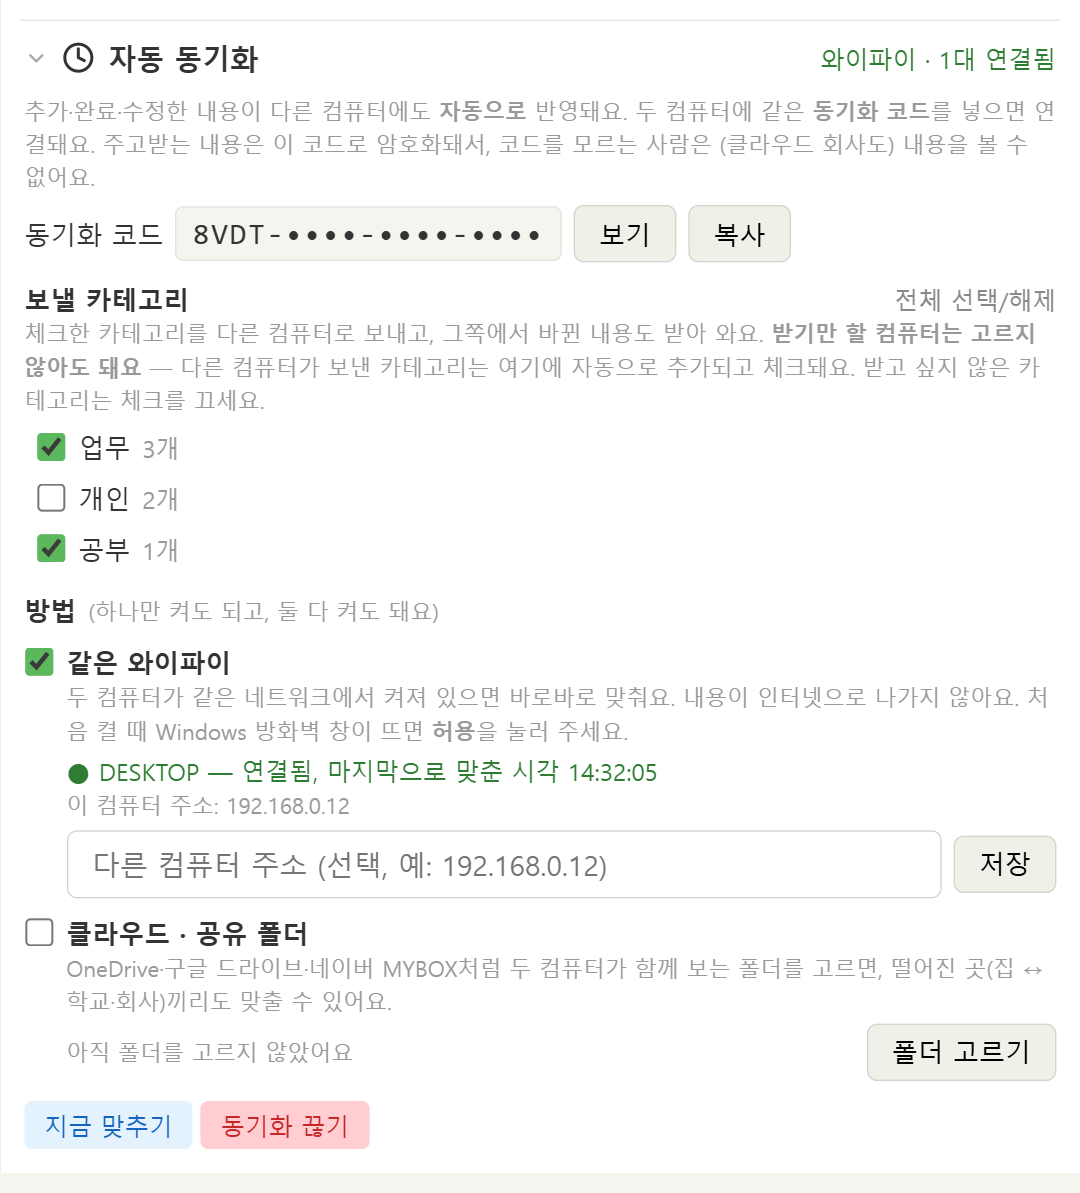 자동 동기화
와이파이 · 1대 연결됨
추가·완료·수정한 내용이 다른 컴퓨터에도 자동으로 반영돼요. 두 컴퓨터에 같은 동기화 코드를 넣으면 연
결돼요. 주고받는 내용은 이 코드로 암호화돼서, 코드를 모르는 사람은 (클라우드 회사도) 내용을 볼 수
없어요.
동기화 코드 8VDT-••••-••••-•••• 보기 복사
보낼 카테고리 전체 선택/해제
체크한 카테고리를 다른 컴퓨터로 보내고, 그쪽에서 바뀐 내용도 받아 와요. 받기만 할 컴퓨터는 고르지
않아도 돼요 — 다른 컴퓨터가 보낸 카테고리는 여기에 자동으로 추가되고 체크돼요. 받고 싶지 않은 카
테고리는 체크를 끄세요.
업무 3개
개인 2개
공부 1개
방법 (하나만 켜도 되고, 둘 다 켜도 돼요)
같은 와이파이
두 컴퓨터가 같은 네트워크에서 켜져 있으면 바로바로 맞춰요. 내용이 인터넷으로 나가지 않아요. 처
음 켤 때 Windows 방화벽 창이 뜨면 허용을 눌러 주세요.
● DESKTOP — 연결됨, 마지막으로 맞춘 시각 14:32:05
이 컴퓨터 주소: 192.168.0.12
다른 컴퓨터 주소 (선택, 예: 192.168.0.12) 저장
클라우드 · 공유 폴더
OneDrive·구글 드라이브·네이버 MYBOX처럼 두 컴퓨터가 함께 보는 폴더를 고르면, 떨어진 곳(집 ↔
학교·회사)끼리도 맞출 수 있어요.
아직 폴더를 고르지 않았어요 폴더 고르기
지금 맞추기 동기화 끊기